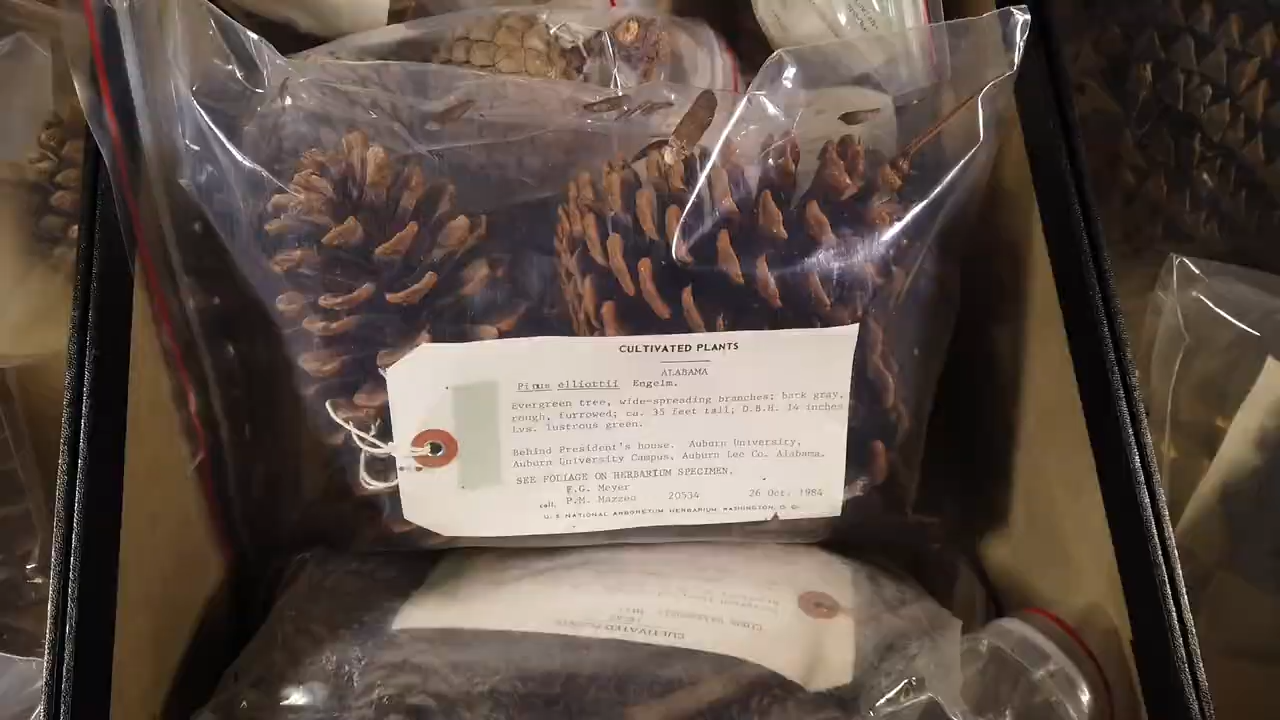 CULTIVATED PLANTS
ALABAMA
Pinus elliottii Engelm.
Evergreen tree, wide-spreading branches; bark gray,
rough, furrowed; ca. 35 feet tall; D.B.H. 14 inches
Lvs. lustrous green.
Behind President's house. Auburn University,
Auburn University Campus, Auburn Lee Co. Alabama.
SEE FOLIAGE ON HERBARIUM SPECIMEN.
F.G. Meyer
coll. P.M. Mazzeo 20534 26 Oct. 1984
U. S NATIONAL ARBORETUM HERBARIUM WASHINGTON, D. C.
CULTIVATED PLANTS